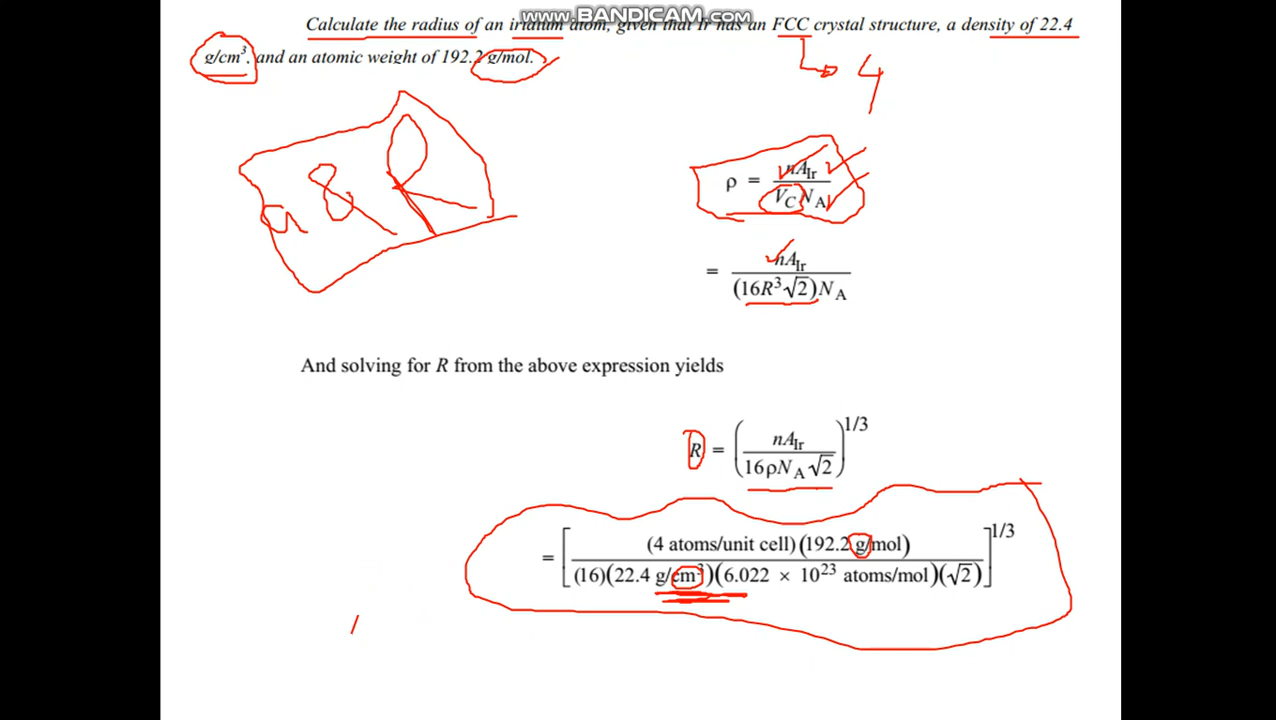 www.BANDICAM.com
Calculate the radius of an iridium atom, given that Ir has an FCC crystal structure, a density of 22.4
g/cm³, and an atomic weight of 192.2 g/mol.
4
a & R
ρ = nA_Ir / V_C N_A
= nA_Ir / (16R³√2)N_A
And solving for R from the above expression yields
R = (nA_Ir / 16ρN_A√2)^1/3
= [(4 atoms/unit cell)(192.2 g/mol) / (16)(22.4 g/cm³)(6.022 × 10²³ atoms/mol)(√2)]^1/3